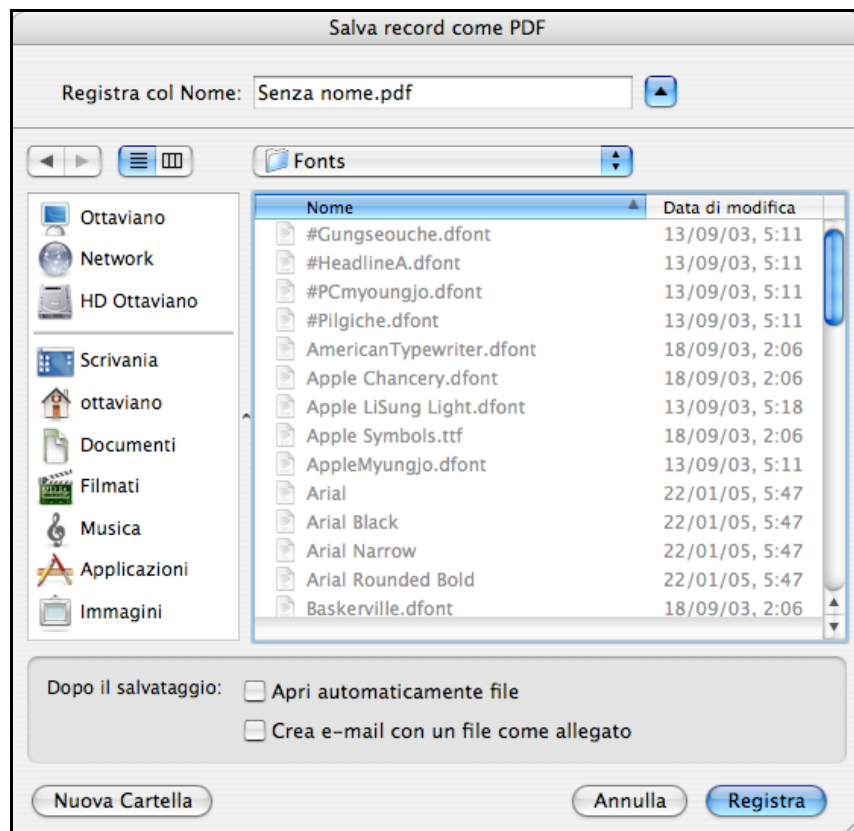 Salva record come PDF
Registra col Nome: Senza nome.pdf
Fonts
Ottaviano
Network
HD Ottaviano
Scrivania
ottaviano
Documenti
Filmati
Musica
Applicazioni
Immagini
Nome Data di modifica
#Gungseouche.dfont 13/09/03, 5:11
#HeadlineA.dfont 13/09/03, 5:11
#PCmyoungjo.dfont 13/09/03, 5:11
#Pilgiche.dfont 13/09/03, 5:11
AmericanTypewriter.dfont 18/09/03, 2:06
Apple Chancery.dfont 18/09/03, 2:06
Apple LiSung Light.dfont 13/09/03, 5:18
Apple Symbols.ttf 18/09/03, 2:06
AppleMyungjo.dfont 13/09/03, 5:11
Arial 22/01/05, 5:47
Arial Black 22/01/05, 5:47
Arial Narrow 22/01/05, 5:47
Arial Rounded Bold 22/01/05, 5:47
Baskerville.dfont 18/09/03, 2:06
Dopo il salvataggio: Apri automaticamente file
Crea e-mail con un file come allegato
Nuova Cartella Annulla Registra